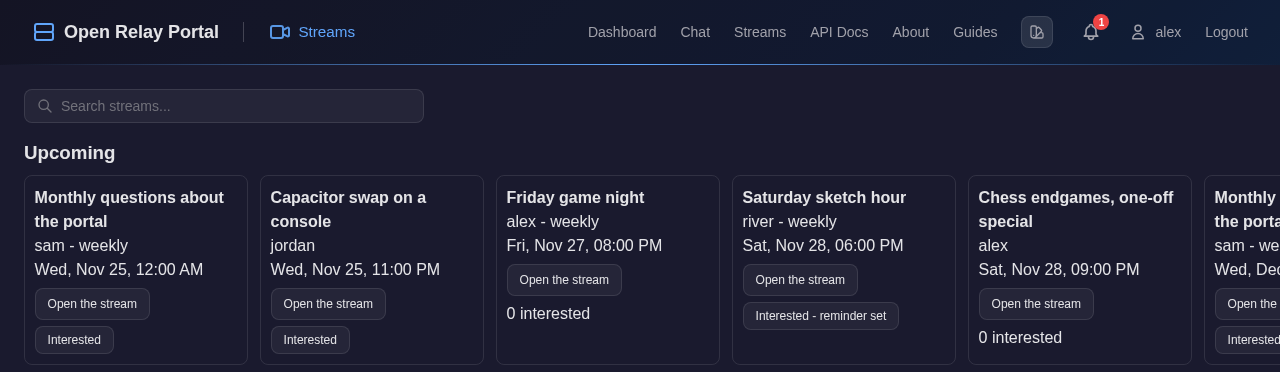 Open Relay Portal
Streams
Dashboard
Chat
Streams
API Docs
About
Guides
1
alex
Logout
Search streams...
Upcoming
Monthly questions about
the portal
sam - weekly
Wed, Nov 25, 12:00 AM
Open the stream
Interested
Capacitor swap on a
console
jordan
Wed, Nov 25, 11:00 PM
Open the stream
Interested
Friday game night
alex - weekly
Fri, Nov 27, 08:00 PM
Open the stream
0 interested
Saturday sketch hour
river - weekly
Sat, Nov 28, 06:00 PM
Open the stream
Interested - reminder set
Chess endgames, one-off
special
alex
Sat, Nov 28, 09:00 PM
Open the stream
0 interested
Monthly
the porta
sam - we
Wed, Dec
Open the
Interested